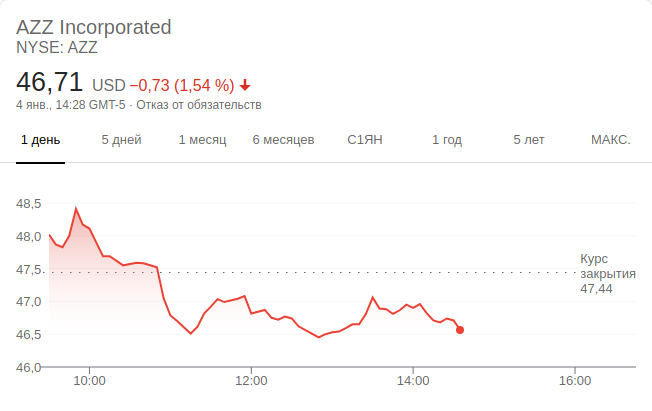 AZZ Incorporated
NYSE: AZZ
46,71 USD −0,73 (1,54 %)
4 янв., 14:28 GMT-5 · Отказ от обязательств
1 день 5 дней 1 месяц 6 месяцев С1ЯН 1 год 5 лет МАКС.
48,5
48,0
47,5
47,0
46,5
46,0
Курс
закрытия
47,44
10:00 12:00 14:00 16:00